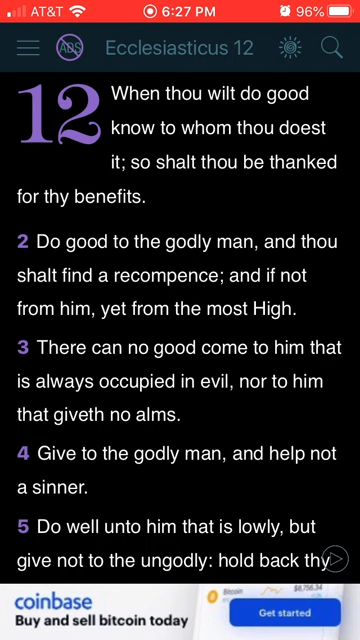 AT&T 6:27 PM 96%
ADS Ecclesiasticus 12
12 When thou wilt do good
know to whom thou doest
it; so shalt thou be thanked
for thy benefits.
2 Do good to the godly man, and thou
shalt find a recompence; and if not
from him, yet from the most High.
3 There can no good come to him that
is always occupied in evil, nor to him
that giveth no alms.
4 Give to the godly man, and help not
a sinner.
5 Do well unto him that is lowly, but
give not to the ungodly: hold back thy
coinbase
Buy and sell bitcoin today
Bitcoin
$8,756.34
Get started